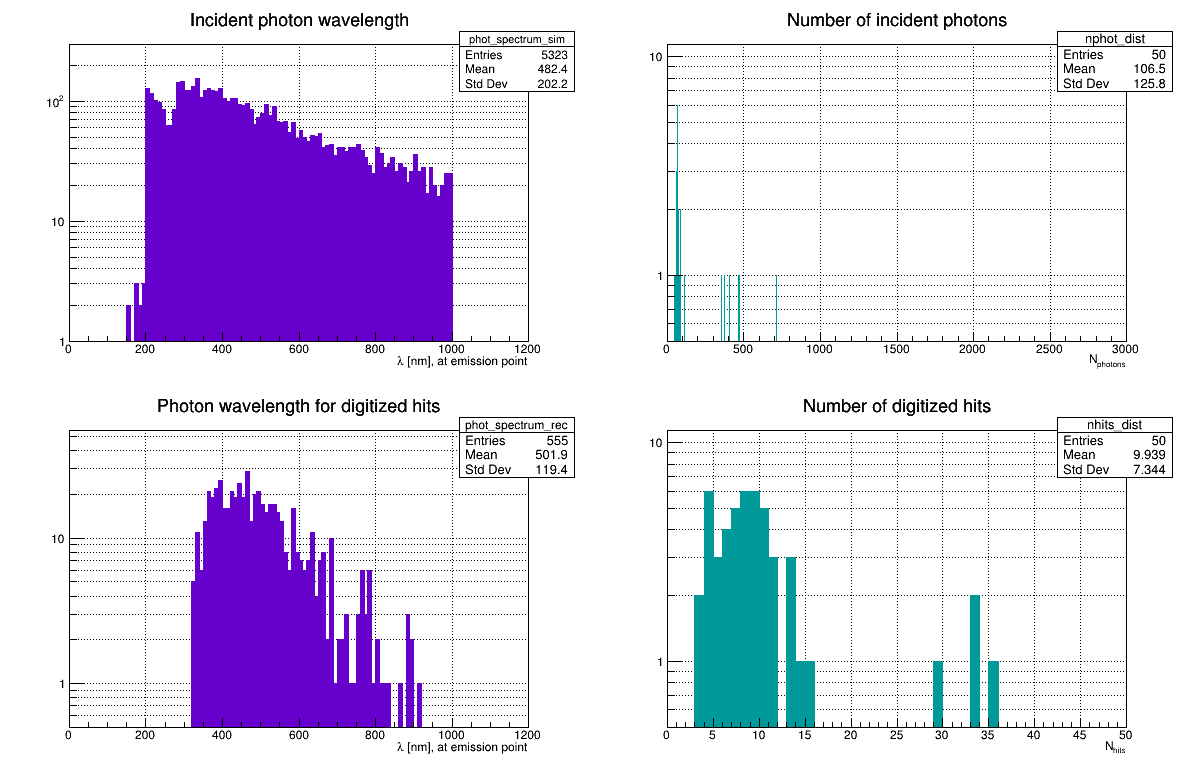 Incident photon wavelength
phot_spectrum_sim
Entries 5323
Mean 482.4
Std Dev 202.2
10²
10
1
0 200 400 600 800 1000 1200
λ [nm], at emission point
Number of incident photons
nphot_dist
Entries 50
Mean 106.5
Std Dev 125.8
10
1
0 500 1000 1500 2000 2500 3000
Nphotons
Photon wavelength for digitized hits
phot_spectrum_rec
Entries 555
Mean 501.9
Std Dev 119.4
10
1
0 200 400 600 800 1000 1200
λ [nm], at emission point
Number of digitized hits
nhits_dist
Entries 50
Mean 9.939
Std Dev 7.344
10
1
0 5 10 15 20 25 30 35 40 45 50
Nhits